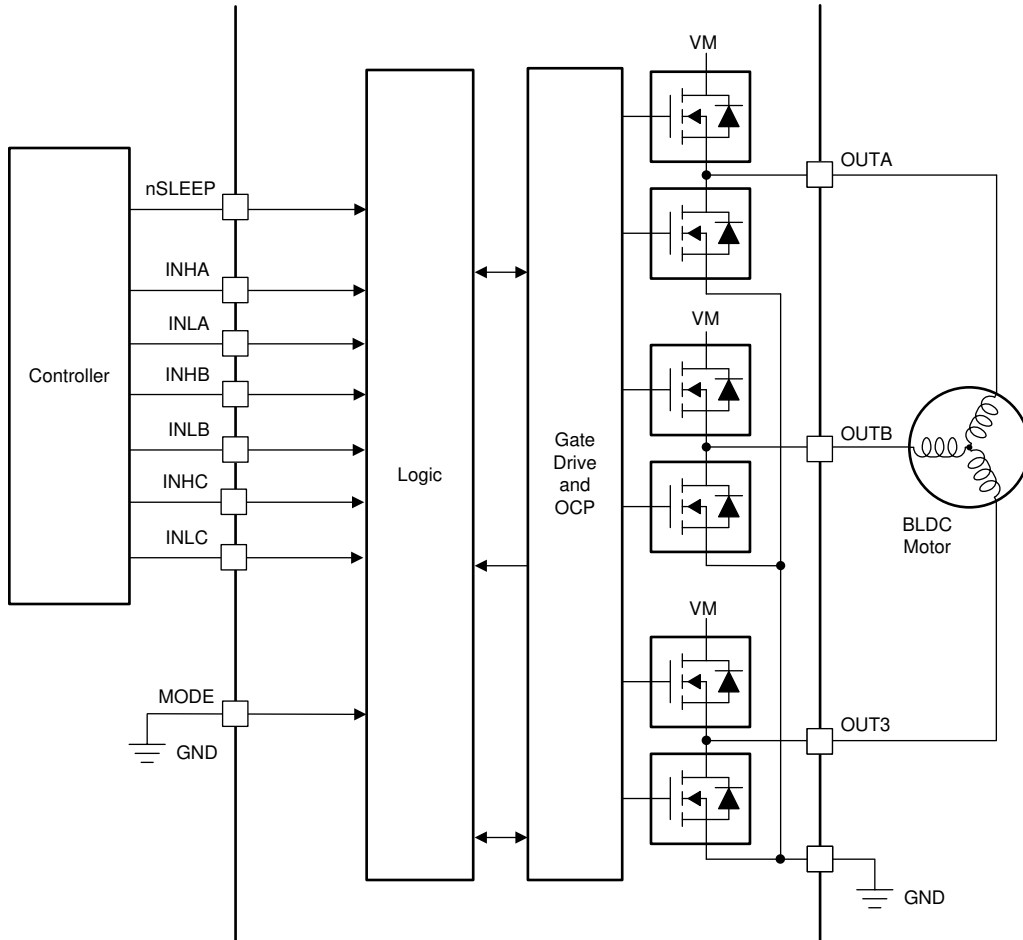 VM
OUTA
nSLEEP
INHA
INLA
VM
INHB
Controller
OUTB
INLB
Gate
Drive
and
OCP
Logic
INHC
BLDC
Motor
INLC
VM
MODE
OUT3
GND
GND